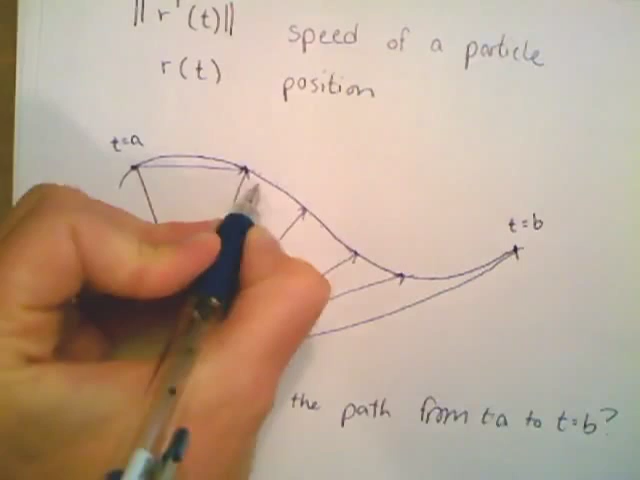 || r'(t)||
speed of a particle
r(t)
position
t=a
t=b
the path from t=a to t=b?